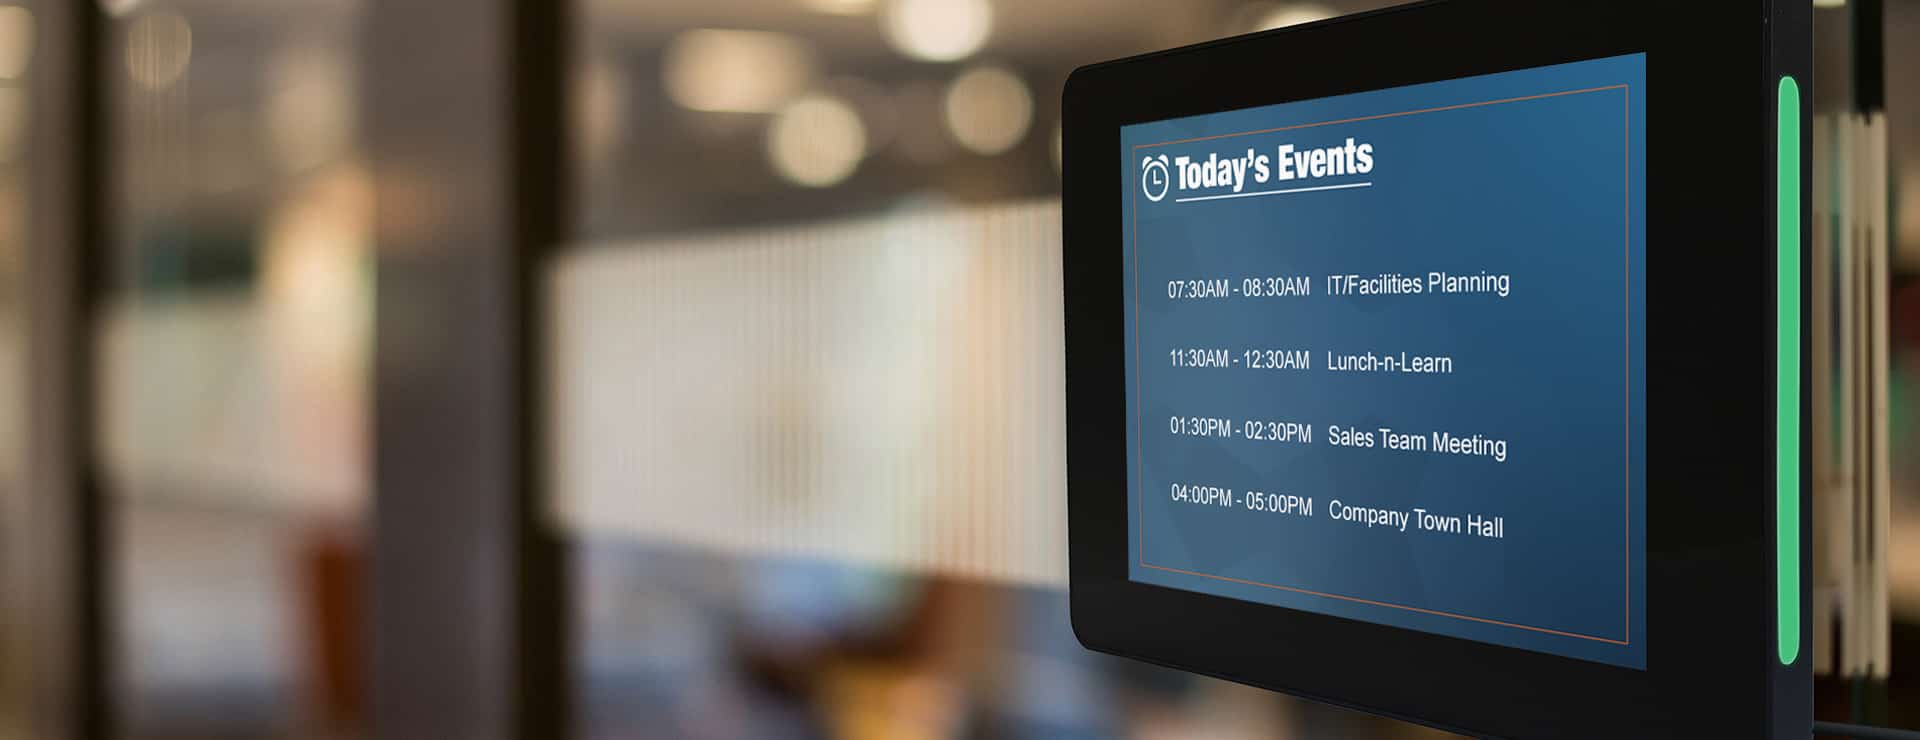 Today's Events
07:30AM - 08:30AM IT/Facilities Planning
11:30AM - 12:30AM Lunch-n-Learn
01:30PM - 02:30PM Sales Team Meeting
04:00PM - 05:00PM Company Town Hall